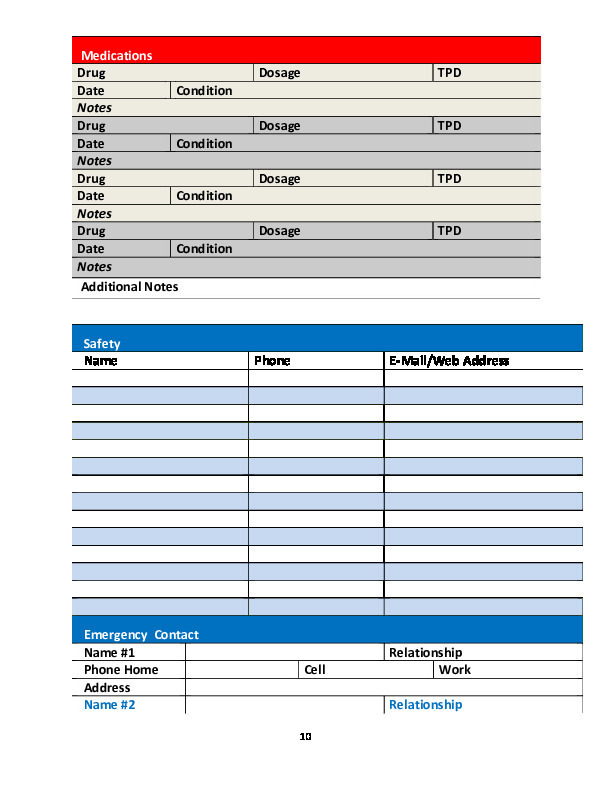 Medications
Drug Dosage TPD
Date Condition
Notes
Drug Dosage TPD
Date Condition
Notes
Drug Dosage TPD
Date Condition
Notes
Drug Dosage TPD
Date Condition
Notes
Additional Notes
Safety
Name Phone E-Mail/Web Address
Emergency Contact
Name #1 Relationship
Phone Home Cell Work
Address
Name #2 Relationship
10